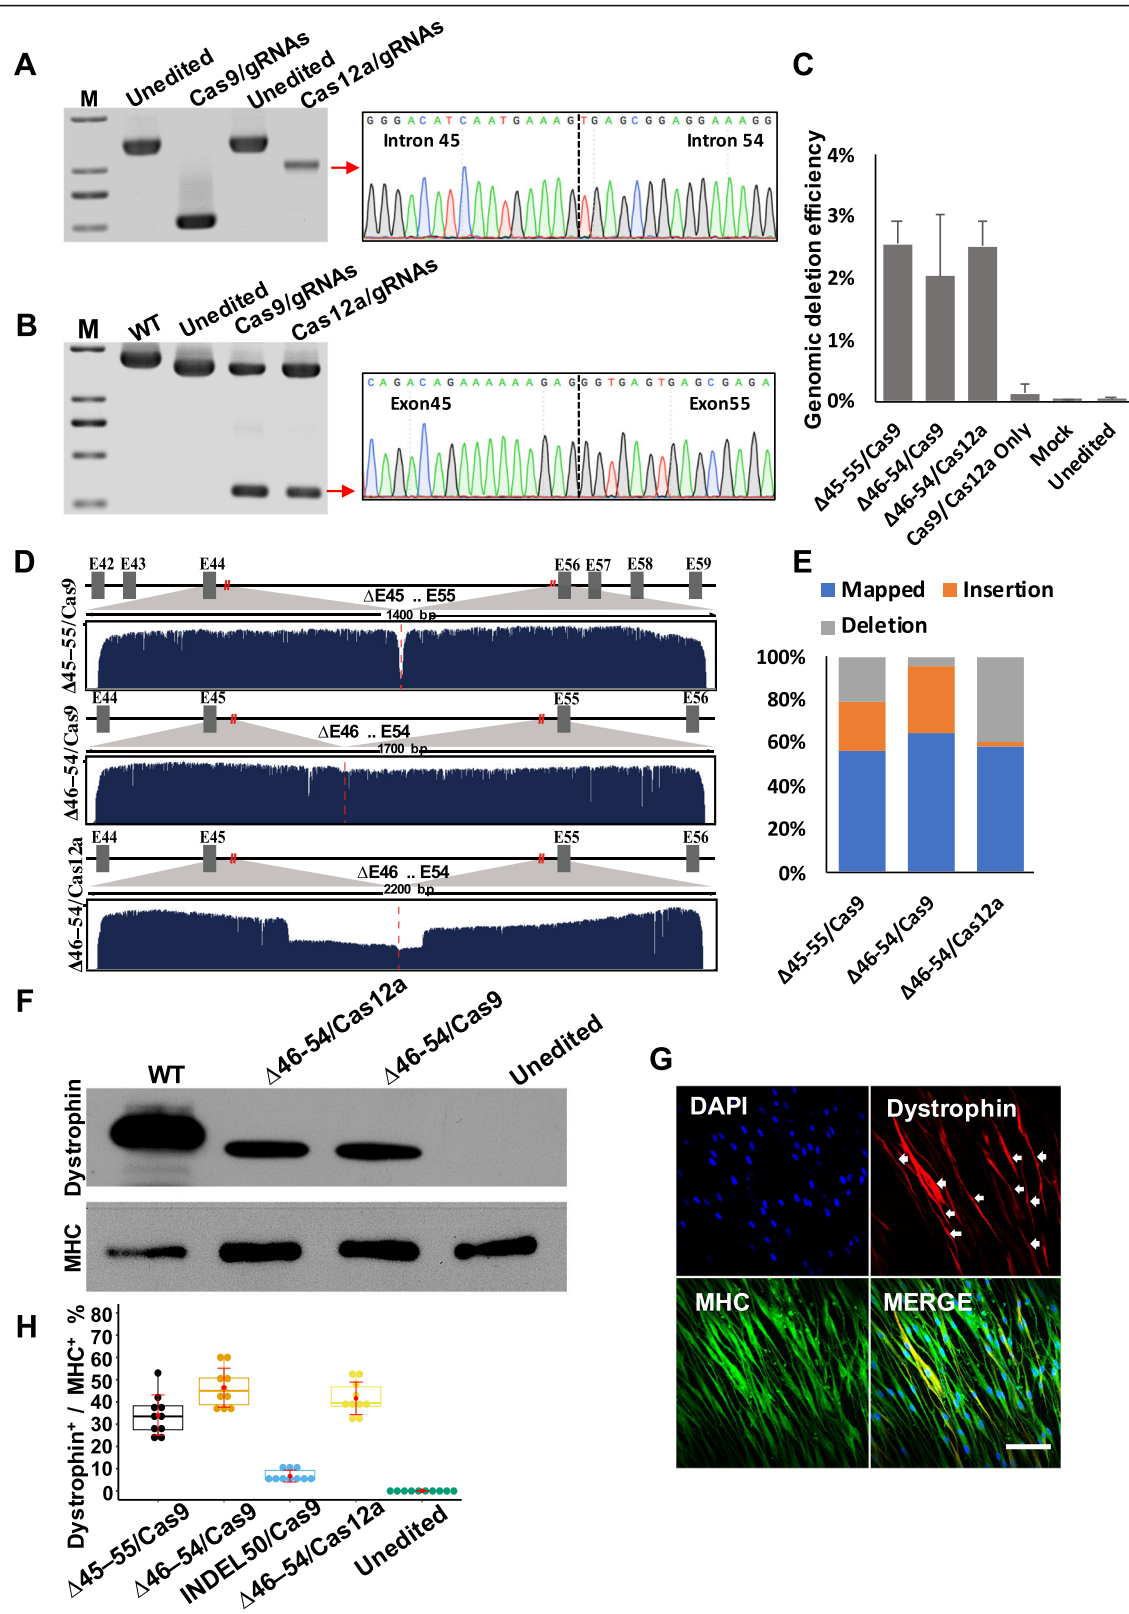 A
M
Unedited
Cas9/gRNAs
Unedited
Cas12a/gRNAs
G G G A C A T C A A T G A A A G T G A G C G G A G G A A A G G
Intron 45
Intron 54
B
M
WT
Unedited
Cas9/gRNAs
Cas12a/gRNAs
C A G A C A G A A A A A A G A G G G T G A G T G A G C G A G A
Exon45
Exon55
C
Genomic deletion efficiency
4%
3%
2%
1%
0%
Δ45-55/Cas9
Δ46-54/Cas9
Δ46-54/Cas12a
Cas9/Cas12a Only
Mock
Unedited
D
Δ45–55/Cas9
E42 E43 E44 E56 E57 E58 E59
ΔE45 .. E55
1400 bp
Δ46–54/Cas9
E44 E45 E55 E56
ΔE46 .. E54
1700 bp
Δ46–54/Cas12a
E44 E45 E55 E56
ΔE46 .. E54
2200 bp
E
Mapped Insertion
Deletion
100%
80%
60%
40%
20%
0%
Δ45-55/Cas9
Δ46-54/Cas9
Δ46-54/Cas12a
F
WT
Δ46-54/Cas12a
Δ46-54/Cas9
Unedited
Dystrophin
MHC
G
DAPI
Dystrophin
MHC
MERGE
H
Dystrophin⁺ / MHC⁺ %
80
70
60
50
40
30
20
10
0
Δ45–55/Cas9
Δ46–54/Cas9
INDEL50/Cas9
Δ46–54/Cas12a
Unedited